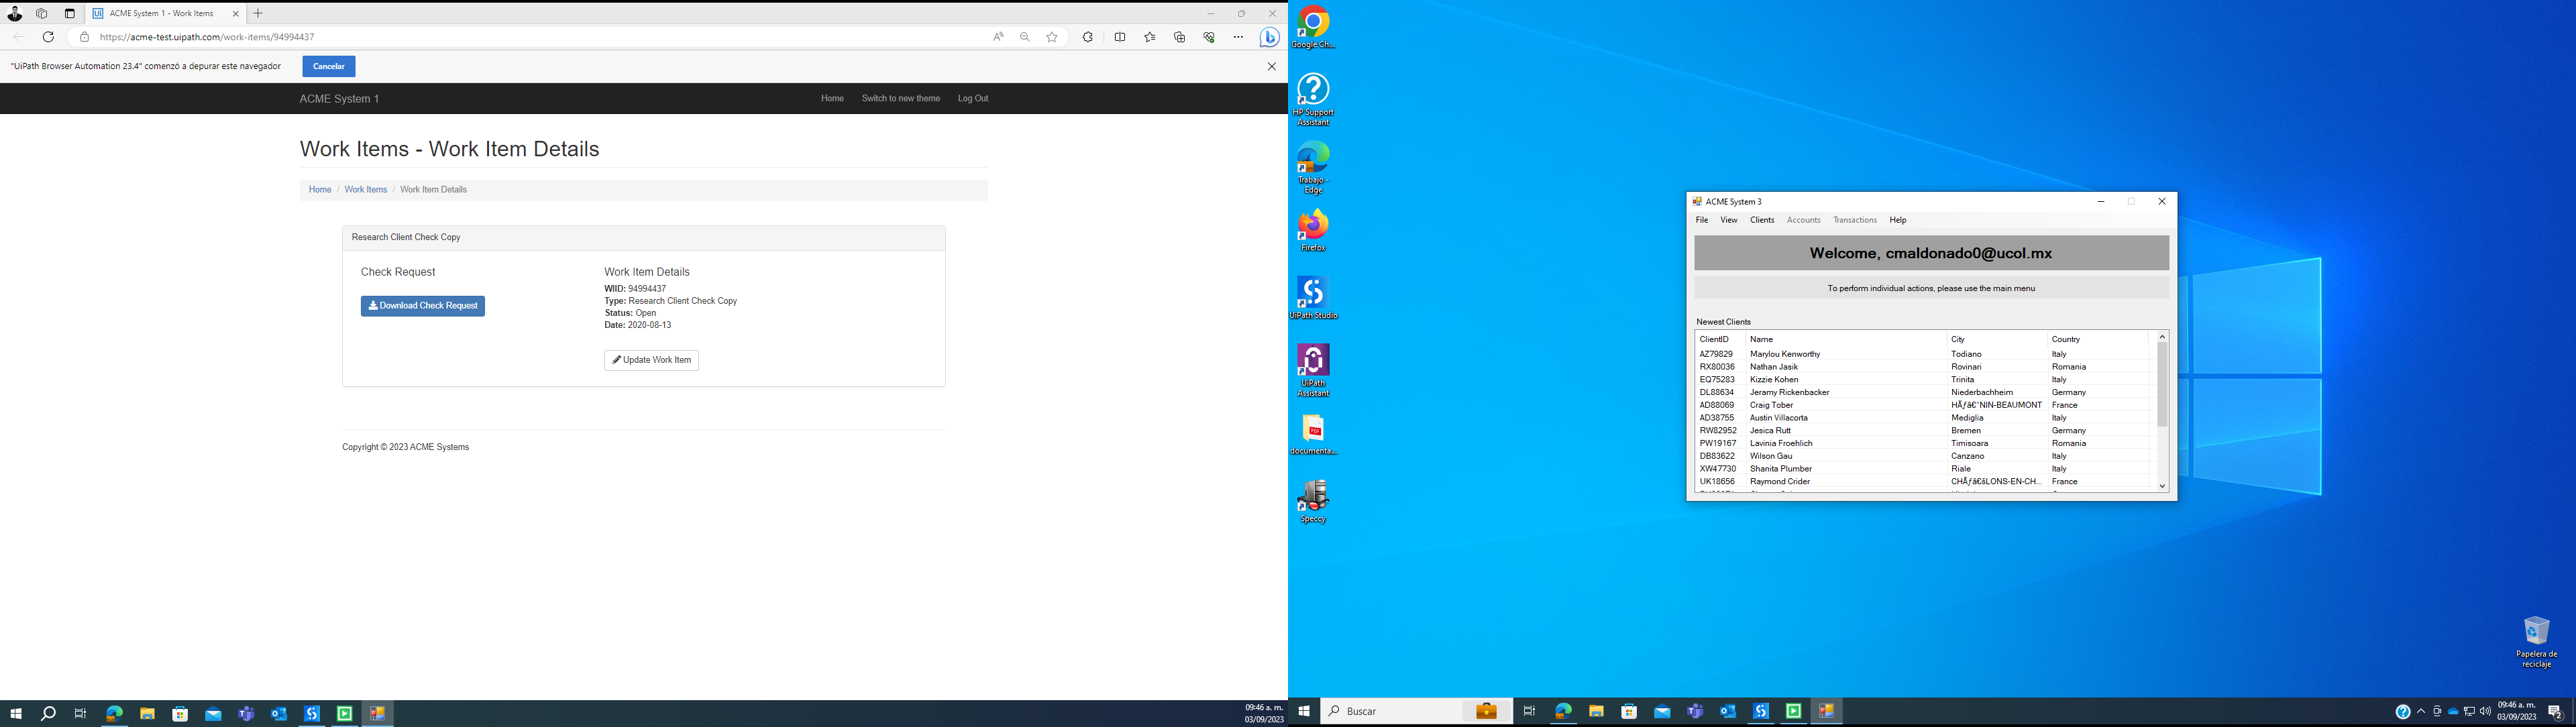 ACME System 1 - Work Items
https://acme-test.uipath.com/work-items/94994437
"UiPath Browser Automation 23.4" comenzó a depurar este navegador
Cancelar
ACME System 1
Home
Switch to new theme
Log Out
Work Items - Work Item Details
Home / Work Items / Work Item Details
Research Client Check Copy
Check Request
Download Check Request
Work Item Details
WIID: 94994437
Type: Research Client Check Copy
Status: Open
Date: 2020-08-13
Update Work Item
Copyright © 2023 ACME Systems
09:46 a. m.
03/09/2023
Google Ch...
HP Support
Assistant
Trabajo -
Edge
Firefox
UiPath Studio
UiPath
Assistant
documenta...
Speccy
ACME System 3
File View Clients Accounts Transactions Help
Welcome, cmaldonado0@ucol.mx
To perform individual actions, please use the main menu
Newest Clients
ClientID Name City Country
AZ79829 Marylou Kenworthy Todiano Italy
RX80036 Nathan Jasik Rovinari Romania
EQ75283 Kizzie Kohen Trinita Italy
DL88634 Jeramy Rickenbacker Niederbachheim Germany
AD88069 Craig Tober HÃƒâ€°NIN-BEAUMONT France
AD38755 Austin Villacorta Mediglia Italy
RW82952 Jesica Rutt Bremen Germany
PW19167 Lavinia Froehlich Timisoara Romania
DB83622 Wilson Gau Canzano Italy
XW47730 Shanita Plumber Riale Italy
UK18656 Raymond Crider CHÃƒâ€šLONS-EN-CH... France
Papelera de
reciclaje
Buscar
09:46 a. m.
03/09/2023
2